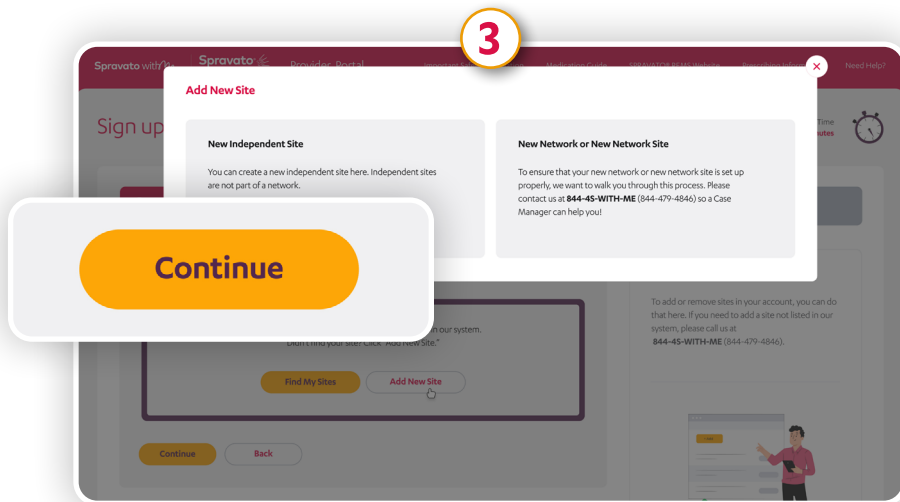 3
Spravato with
Spravato
Provider Portal
Medication Guide
SPRAVATO® REMS Website
Need Help?
Add New Site
Sign up
Time
New Independent Site
You can create a new independent site here. Independent sites
are not part of a network.
New Network or New Network Site
To ensure that your new network or new network site is set up
properly, we want to walk you through this process. Please
contact us at 844-4S-WITH-ME (844-479-4846) so a Case
Manager can help you!
Continue
in our system.
Didn't find your site? Click "Add New Site."
Find My Sites
Add New Site
Continue
Back
To add or remove sites in your account, you can do
that here. If you need to add a site not listed in our
system, please call us at
844-4S-WITH-ME (844-479-4846).